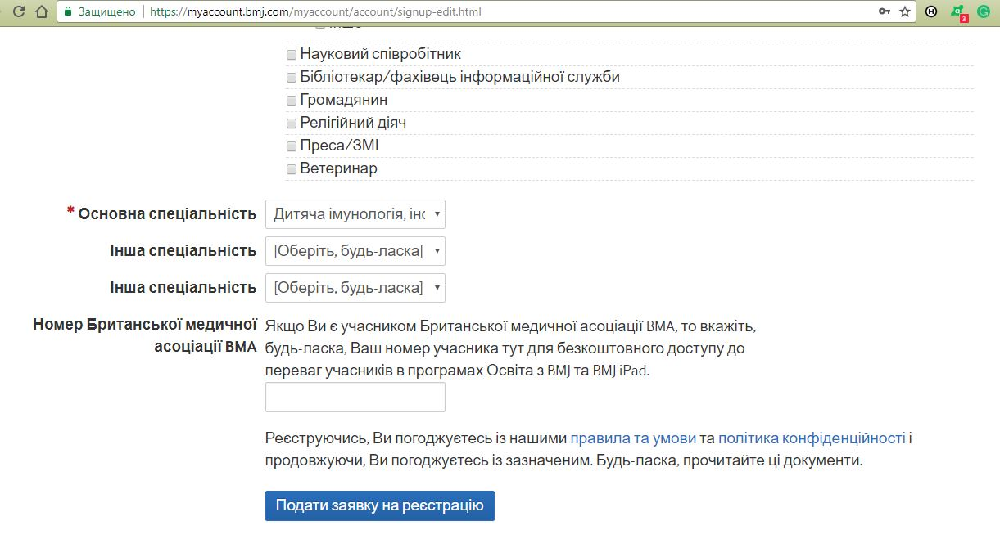 Защищено https://myaccount.bmj.com/myaccount/account/signup-edit.html
3
Науковий співробітник
Бібліотекар/фахівець інформаційної служби
Громадянин
Релігійний діяч
Преса/ЗМІ
Ветеринар
* Основна спеціальність Дитяча імунологія, інф
Інша спеціальність [Оберіть, будь-ласка]
Інша спеціальність [Оберіть, будь-ласка]
Номер Британської медичної асоціації BMA
Якщо Ви є учасником Британської медичної асоціації BMA, то вкажіть,
будь-ласка, Ваш номер учасника тут для безкоштовного доступу до
переваг учасників в програмах Освіта з BMJ та BMJ iPad.
Реєструючись, Ви погоджуєтесь із нашими правила та умови та політика конфіденційності і
продовжуючи, Ви погоджуєтесь із зазначеним. Будь-ласка, прочитайте ці документи.
Подати заявку на реєстрацію